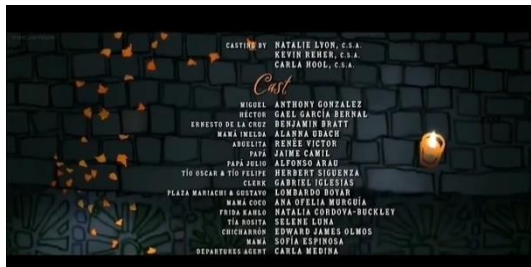 CASTING BY NATALIE LYON, C.S.A.
KEVIN REHER, C.S.A.
CARLA HOOL, C.S.A.
Cast
MIGUEL ANTHONY GONZALEZ
HÉCTOR GAEL GARCÍA BERNAL
ERNESTO DE LA CRUZ BENJAMIN BRATT
MAMÁ IMELDA ALANNA UBACH
ABUELITA RENÉE VICTOR
PAPÁ JAIME CAMIL
PAPÁ JULIO ALFONSO ARAU
TÍO OSCAR & TÍO FELIPE HERBERT SIGUENZA
CLERK GABRIEL IGLESIAS
PLAZA MARIACHI & GUSTAVO LOMBARDO BOYAR
MAMÁ COCO ANA OFELIA MURGUÍA
FRIDA KAHLO NATALIA CORDOVA-BUCKLEY
TÍA ROSITA SELENE LUNA
CHICHARRÓN EDWARD JAMES OLMOS
MAMÁ SOFÍA ESPINOSA
DEPARTURES AGENT CARLA MEDINA